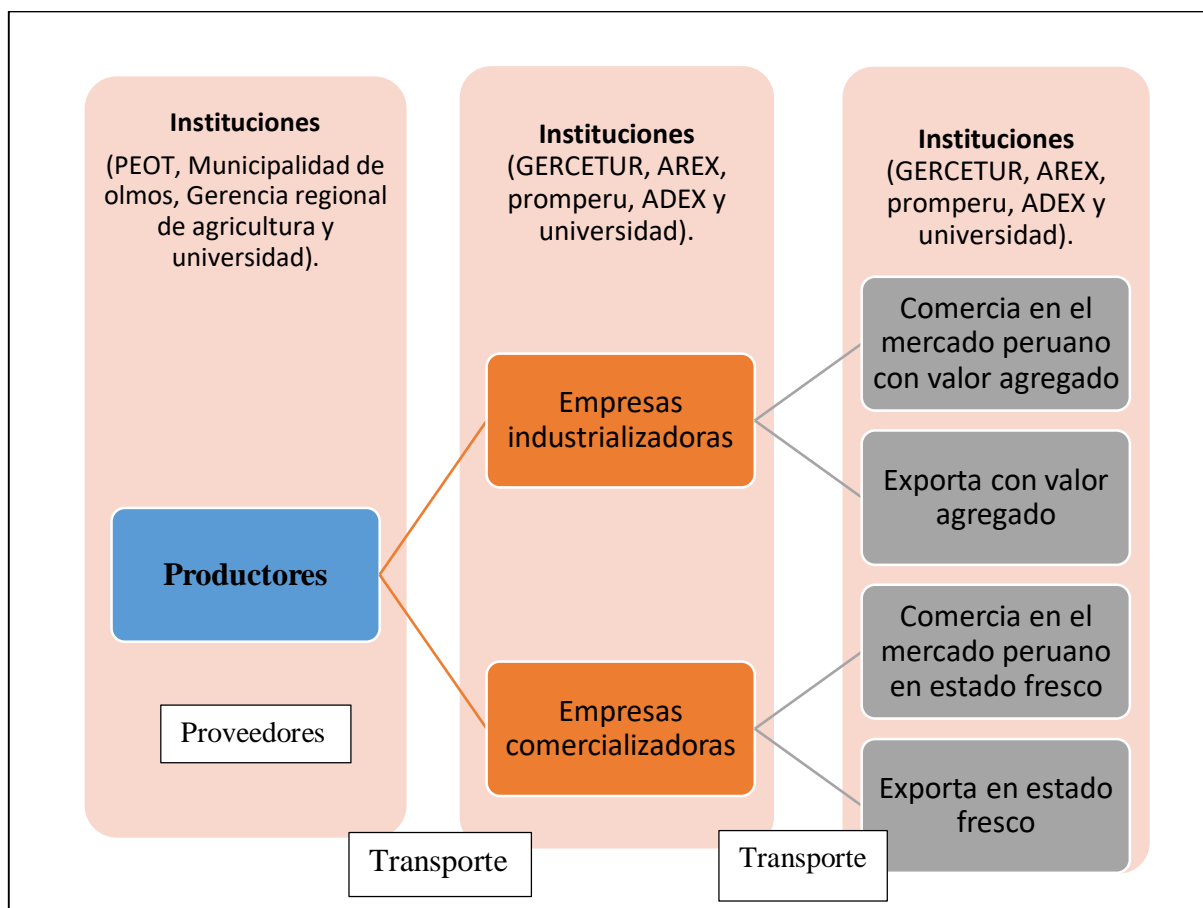 Instituciones
(PEOT, Municipalidad de
olmos, Gerencia regional
de agricultura y
universidad).
Productores
Proveedores
Transporte
Instituciones
(GERCETUR, AREX,
promperu, ADEX y
universidad).
Empresas
industrializadoras
Empresas
comercializadoras
Transporte
Instituciones
(GERCETUR, AREX,
promperu, ADEX y
universidad).
Comercia en el
mercado peruano
con valor agregado
Exporta con valor
agregado
Comercia en el
mercado peruano
en estado fresco
Exporta en estado
fresco